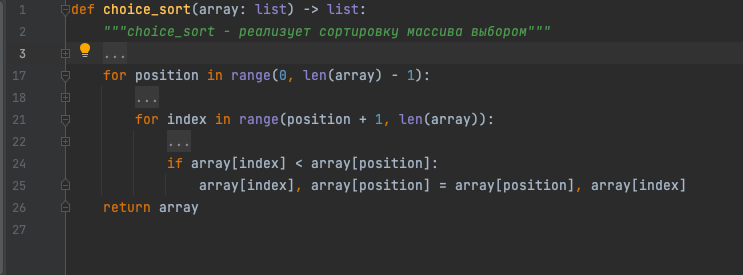 1 def choice_sort(array: list) -> list:
2 """choice_sort - реализует сортировку массива выбором"""
3 ...
17 for position in range(0, len(array) - 1):
18 ...
21 for index in range(position + 1, len(array)):
22 ...
24 if array[index] < array[position]:
25 array[index], array[position] = array[position], array[index]
26 return array
27